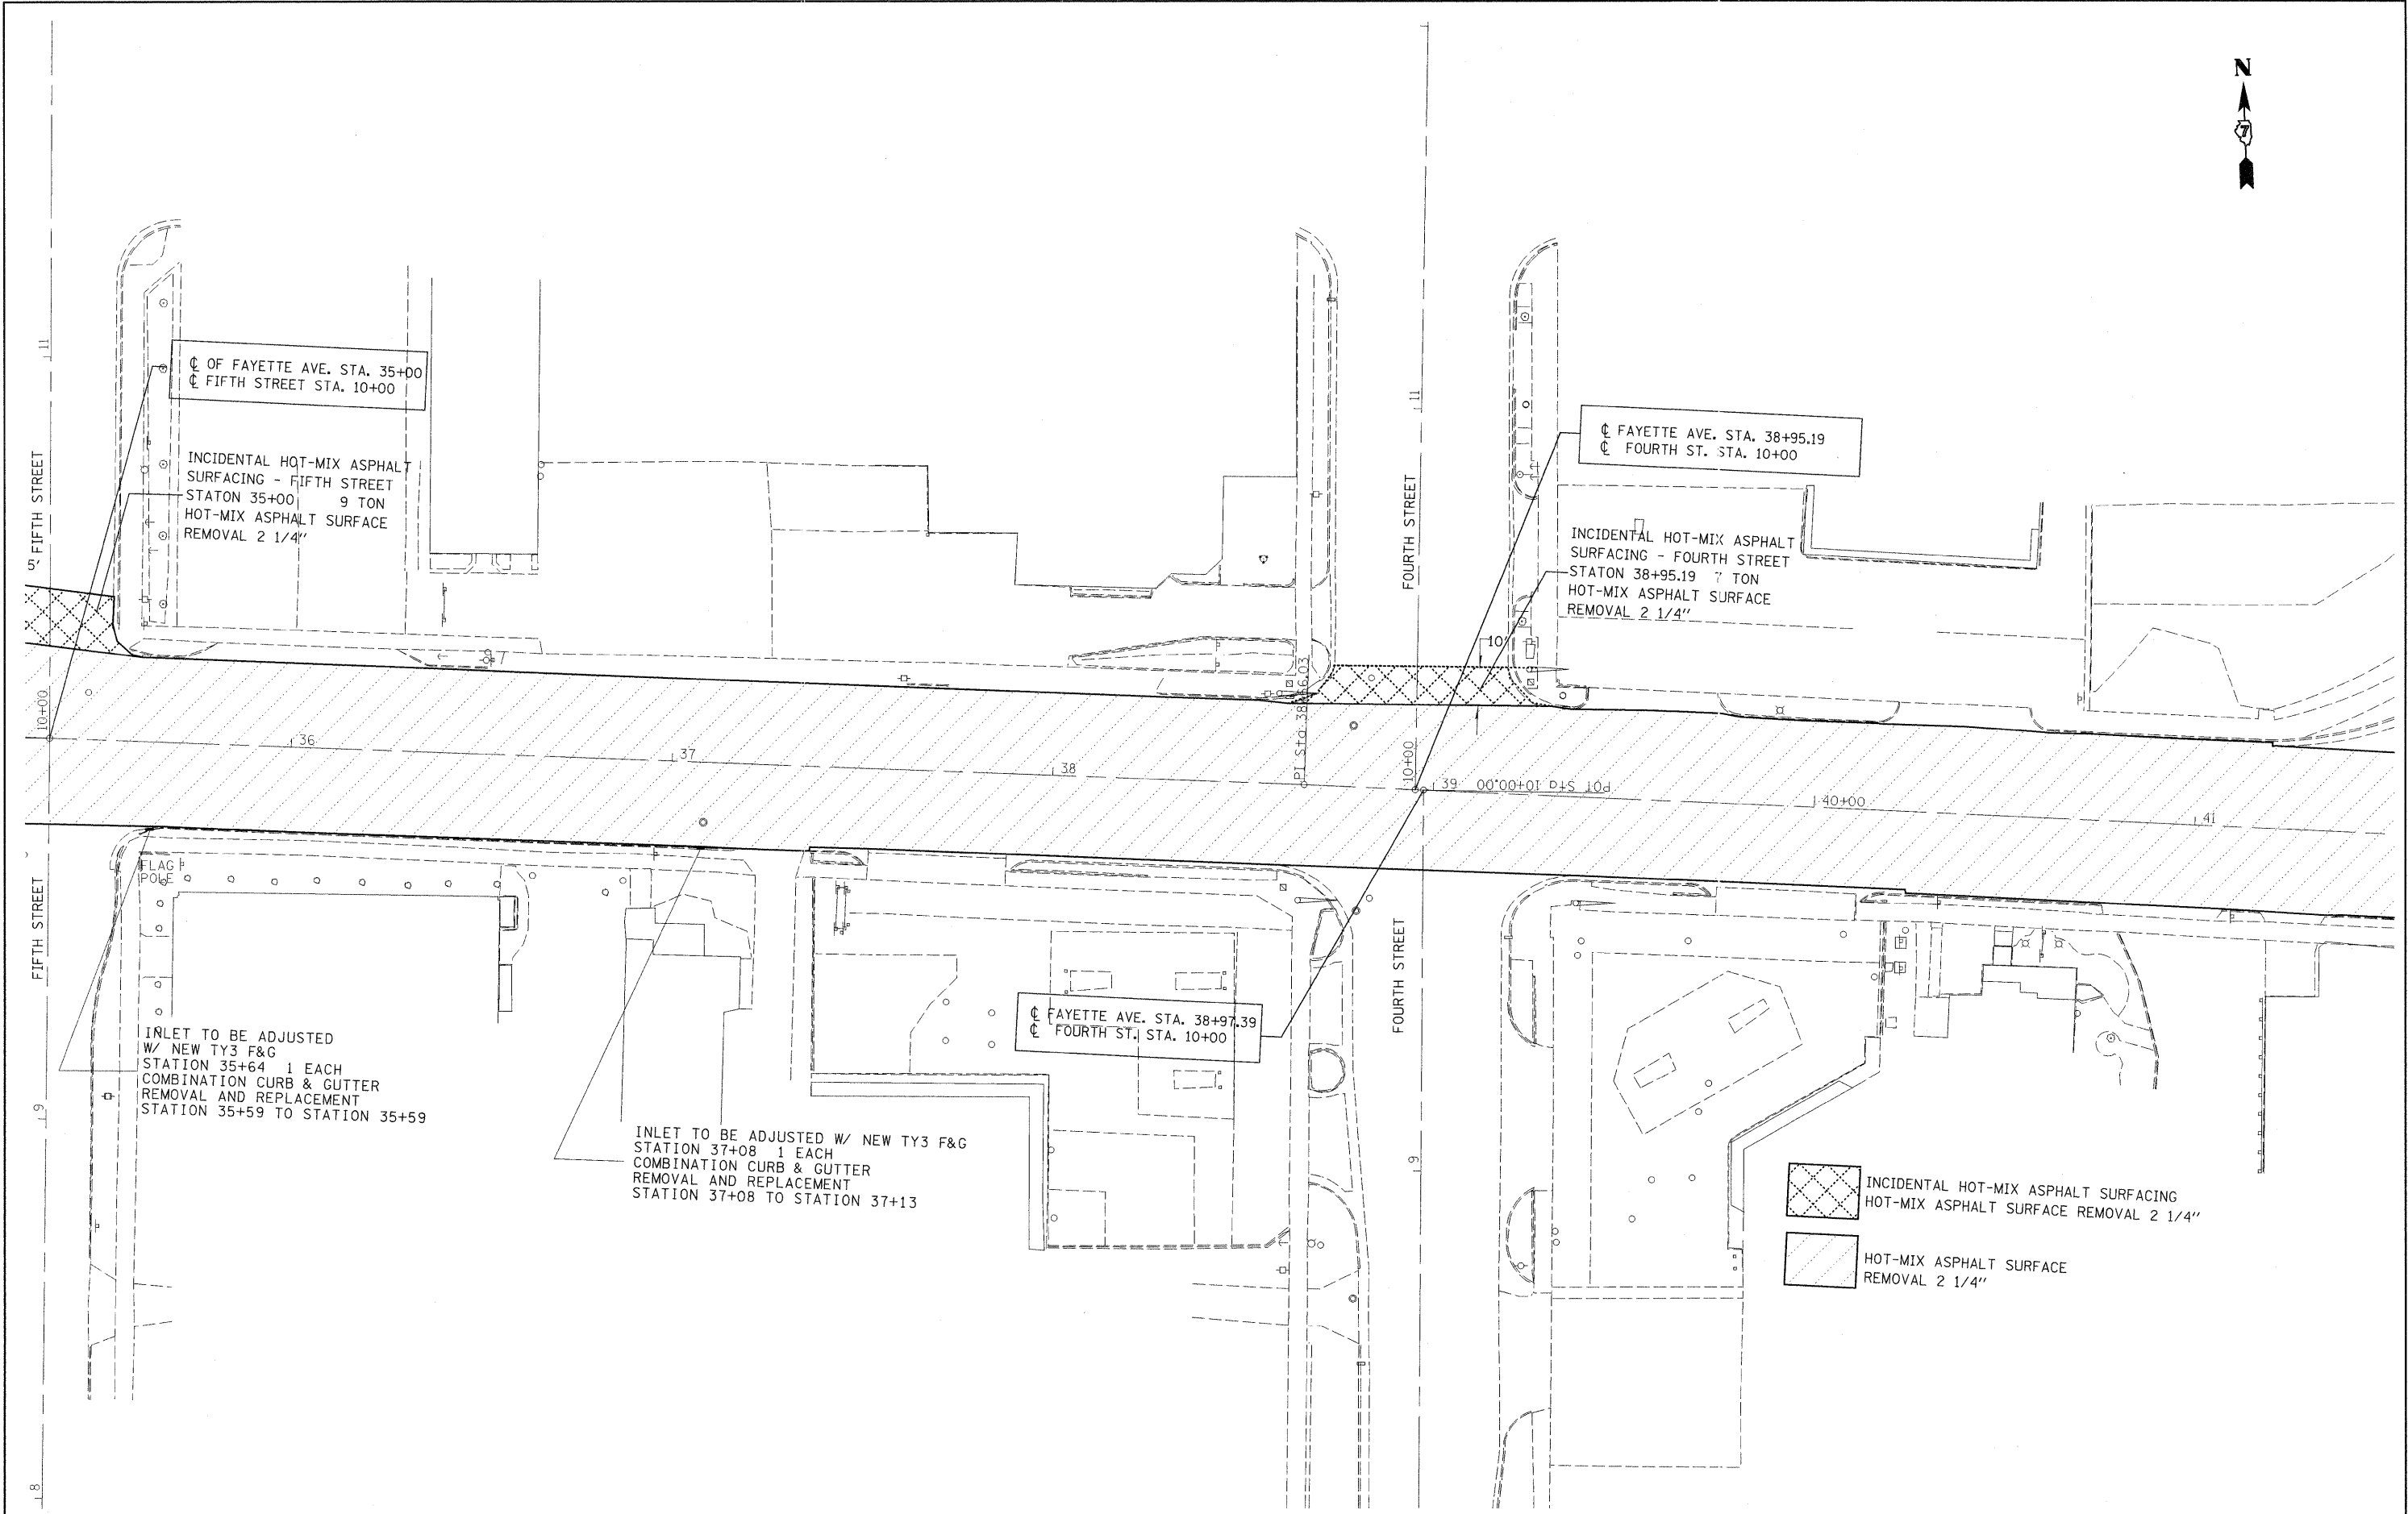 N
7
11
℄ OF FAYETTE AVE. STA. 35+00
℄ FIFTH STREET STA. 10+00
11
℄ FAYETTE AVE. STA. 38+95.19
℄ FOURTH ST. STA. 10+00
FIFTH STREET
5'
INCIDENTAL HOT-MIX ASPHALT
SURFACING - FIFTH STREET
STATON 35+00 9 TON
HOT-MIX ASPHALT SURFACE
REMOVAL 2 1/4"
FOURTH STREET
INCIDENTAL HOT-MIX ASPHALT
SURFACING - FOURTH STREET
STATON 38+95.19 7 TON
HOT-MIX ASPHALT SURFACE
REMOVAL 2 1/4"
10'
10+00
36
37
38
PI Sta 38
10+00
39
POT Sta 10+00.00
40+00
41
FLAG
POLE
FIFTH STREET
FOURTH STREET
℄ FAYETTE AVE. STA. 38+97.39
℄ FOURTH ST. STA. 10+00
INLET TO BE ADJUSTED
W/ NEW TY3 F&G
STATION 35+64 1 EACH
COMBINATION CURB & GUTTER
REMOVAL AND REPLACEMENT
STATION 35+59 TO STATION 35+59
9
INLET TO BE ADJUSTED W/ NEW TY3 F&G
STATION 37+08 1 EACH
COMBINATION CURB & GUTTER
REMOVAL AND REPLACEMENT
STATION 37+08 TO STATION 37+13
9
INCIDENTAL HOT-MIX ASPHALT SURFACING
HOT-MIX ASPHALT SURFACE REMOVAL 2 1/4"
HOT-MIX ASPHALT SURFACE
REMOVAL 2 1/4"
8